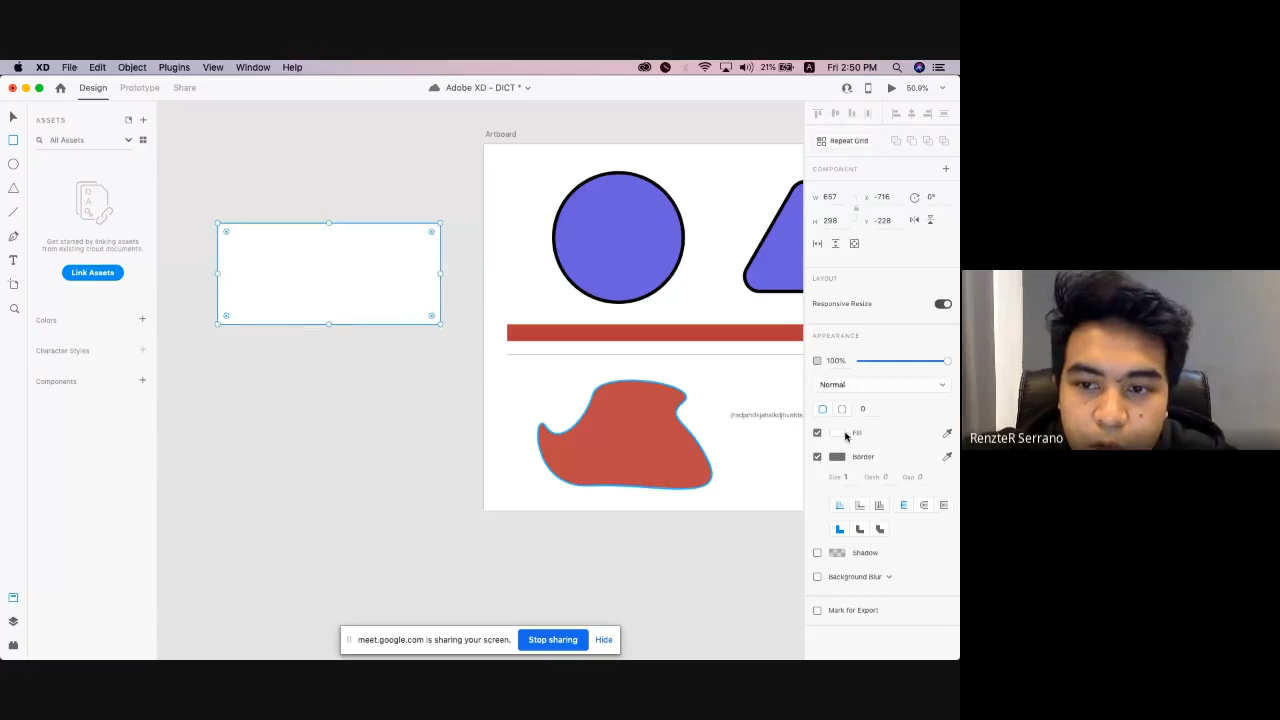 XD File Edit Object Plugins View Window Help 21% A Fri 2:50 PM
Design Prototype Share Adobe XD - DICT * 50.9%
ASSETS
All Assets
Get started by linking assets
from existing cloud documents.
Link Assets
Colors
Character Styles
Components
Artboard
Repeat Grid
COMPONENT
W 657 X -716 0°
H 298 Y -228
LAYOUT
Responsive Resize
APPEARANCE
100%
Normal
0
Fill
Border
Size 1 Dash 0 Gap 0
Shadow
Background Blur
Mark for Export
meet.google.com is sharing your screen. Stop sharing Hide
RenzteR Serrano